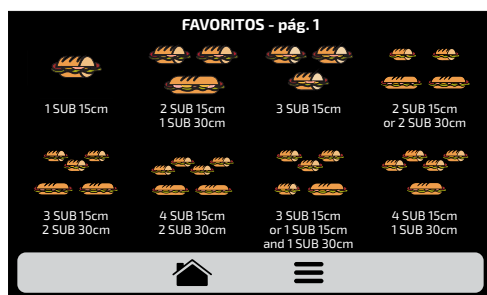 FAVORITOS - pág. 1
1 SUB 15cm
2 SUB 15cm
1 SUB 30cm
3 SUB 15cm
2 SUB 15cm
or 2 SUB 30cm
3 SUB 15cm
2 SUB 30cm
4 SUB 15cm
2 SUB 30cm
3 SUB 15cm
or 1 SUB 15cm
and 1 SUB 30cm
4 SUB 15cm
1 SUB 30cm